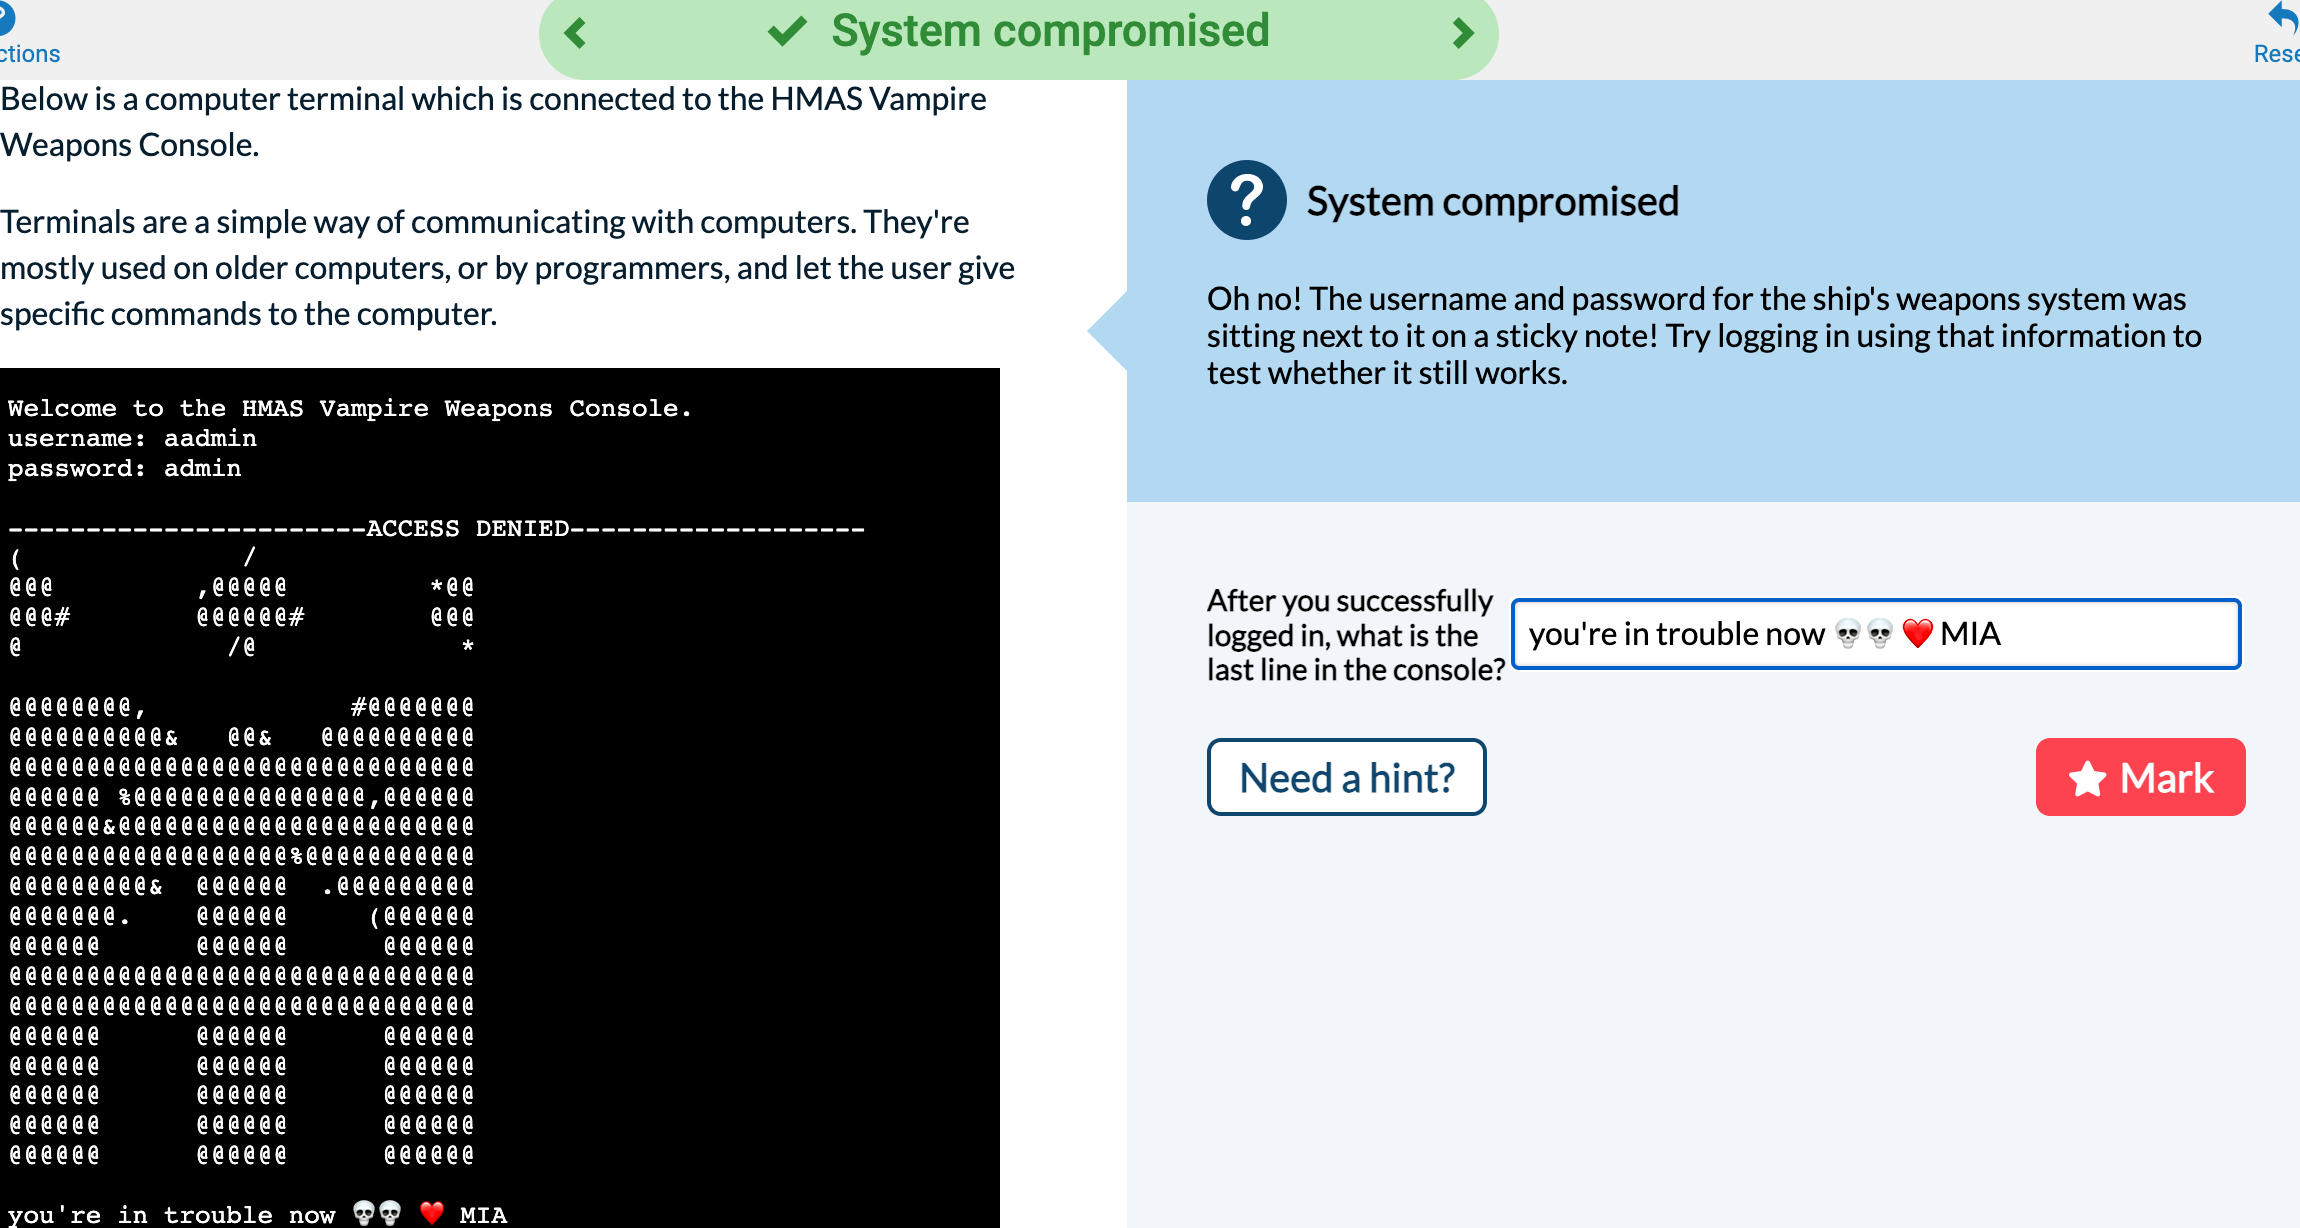 ctions
System compromised
Rese
Below is a computer terminal which is connected to the HMAS Vampire
Weapons Console.
Terminals are a simple way of communicating with computers. They're
mostly used on older computers, or by programmers, and let the user give
specific commands to the computer.
Welcome to the HMAS Vampire Weapons Console.
username: aadmin
password: admin
-----------------------ACCESS DENIED-------------------
(              /
@@@         ,@@@@@         *@@
@@@#        @@@@@@#        @@@
@             /@             *
@@@@@@@@,             #@@@@@@@
@@@@@@@@@@&   @@&   @@@@@@@@@@
@@@@@@@@@@@@@@@@@@@@@@@@@@@@@@
@@@@@@ %@@@@@@@@@@@@@@@,@@@@@@
@@@@@@&@@@@@@@@@@@@@@@@@@@@@@@
@@@@@@@@@@@@@@@@@@%@@@@@@@@@@@
@@@@@@@@@&  @@@@@@  .@@@@@@@@@
@@@@@@@.    @@@@@@     (@@@@@@
@@@@@@      @@@@@@      @@@@@@
@@@@@@@@@@@@@@@@@@@@@@@@@@@@@@
@@@@@@@@@@@@@@@@@@@@@@@@@@@@@@
@@@@@@      @@@@@@      @@@@@@
@@@@@@      @@@@@@      @@@@@@
@@@@@@      @@@@@@      @@@@@@
@@@@@@      @@@@@@      @@@@@@
@@@@@@      @@@@@@      @@@@@@
you're in trouble now 💀💀 ❤️ MIA
System compromised
Oh no! The username and password for the ship's weapons system was
sitting next to it on a sticky note! Try logging in using that information to
test whether it still works.
After you successfully
logged in, what is the
last line in the console?
you're in trouble now 💀💀 ❤️ MIA
Need a hint?
Mark